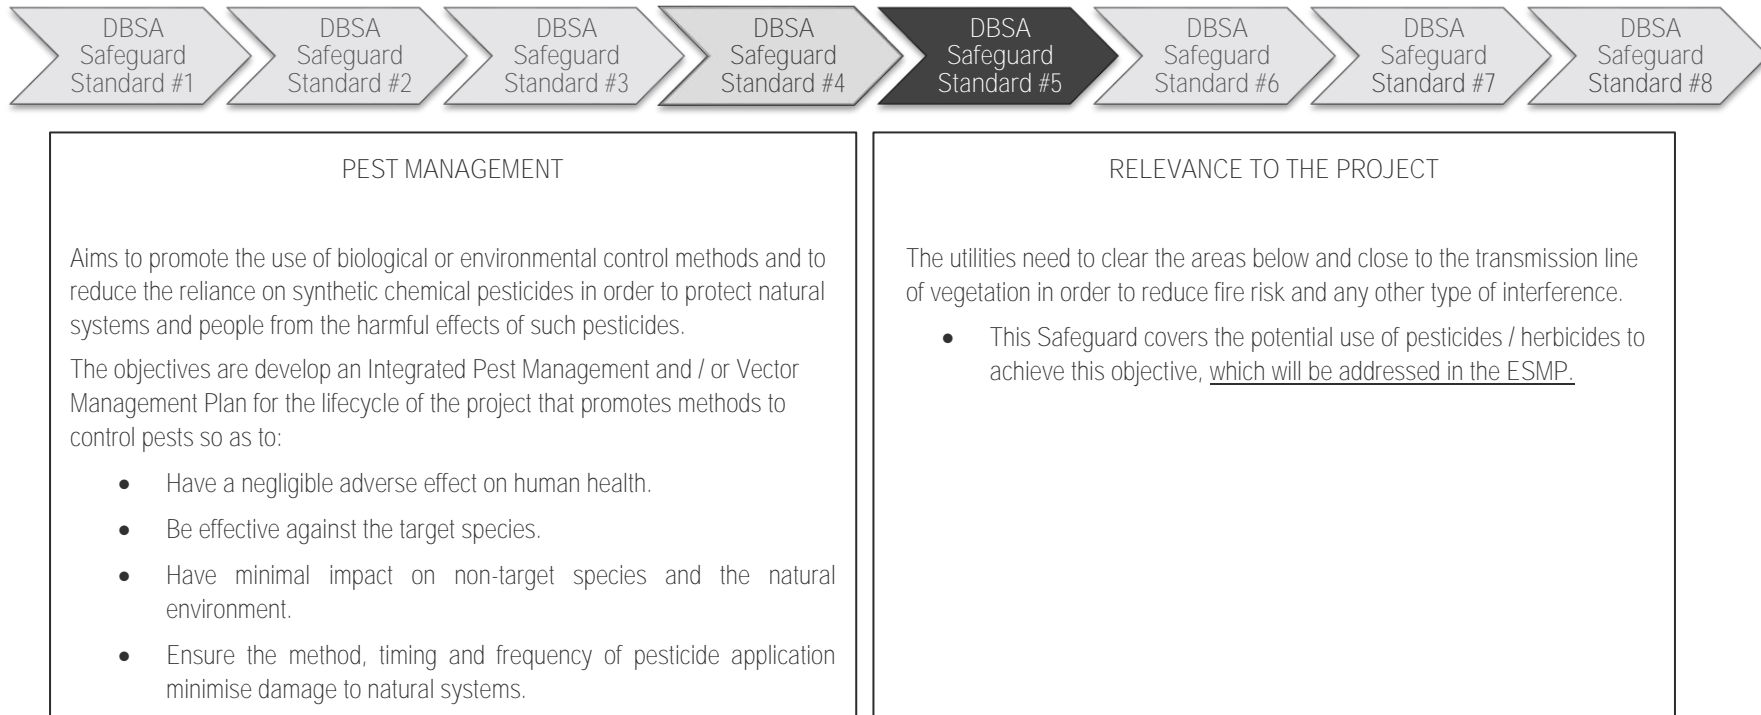 DBSA
Safeguard
Standard #1
DBSA
Safeguard
Standard #2
DBSA
Safeguard
Standard #3
DBSA
Safeguard
Standard #4
DBSA
Safeguard
Standard #5
DBSA
Safeguard
Standard #6
DBSA
Safeguard
Standard #7
DBSA
Safeguard
Standard #8
PEST MANAGEMENT
Aims to promote the use of biological or environmental control methods and to
reduce the reliance on synthetic chemical pesticides in order to protect natural
systems and people from the harmful effects of such pesticides.
The objectives are develop an Integrated Pest Management and / or Vector
Management Plan for the lifecycle of the project that promotes methods to
control pests so as to:
• Have a negligible adverse effect on human health.
• Be effective against the target species.
• Have minimal impact on non-target species and the natural
environment.
• Ensure the method, timing and frequency of pesticide application
minimise damage to natural systems.
RELEVANCE TO THE PROJECT
The utilities need to clear the areas below and close to the transmission line
of vegetation in order to reduce fire risk and any other type of interference.
• This Safeguard covers the potential use of pesticides / herbicides to
achieve this objective, which will be addressed in the ESMP.